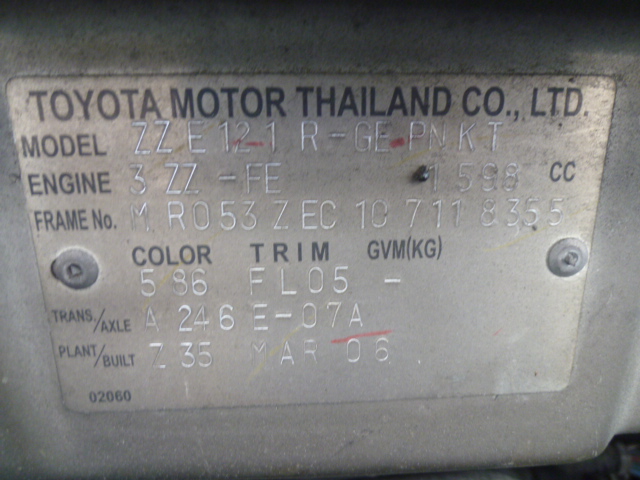 TOYOTA MOTOR THAILAND CO., LTD.
MODEL ZZE121R-GEPNKT
ENGINE 3ZZ-FE 1598 CC
FRAME No. MR053ZEC107118355
COLOR TRIM GVM(KG)
586 FL05 -
TRANS./AXLE A246E-07A
PLANT/BUILT Z35 MAR 06
02060